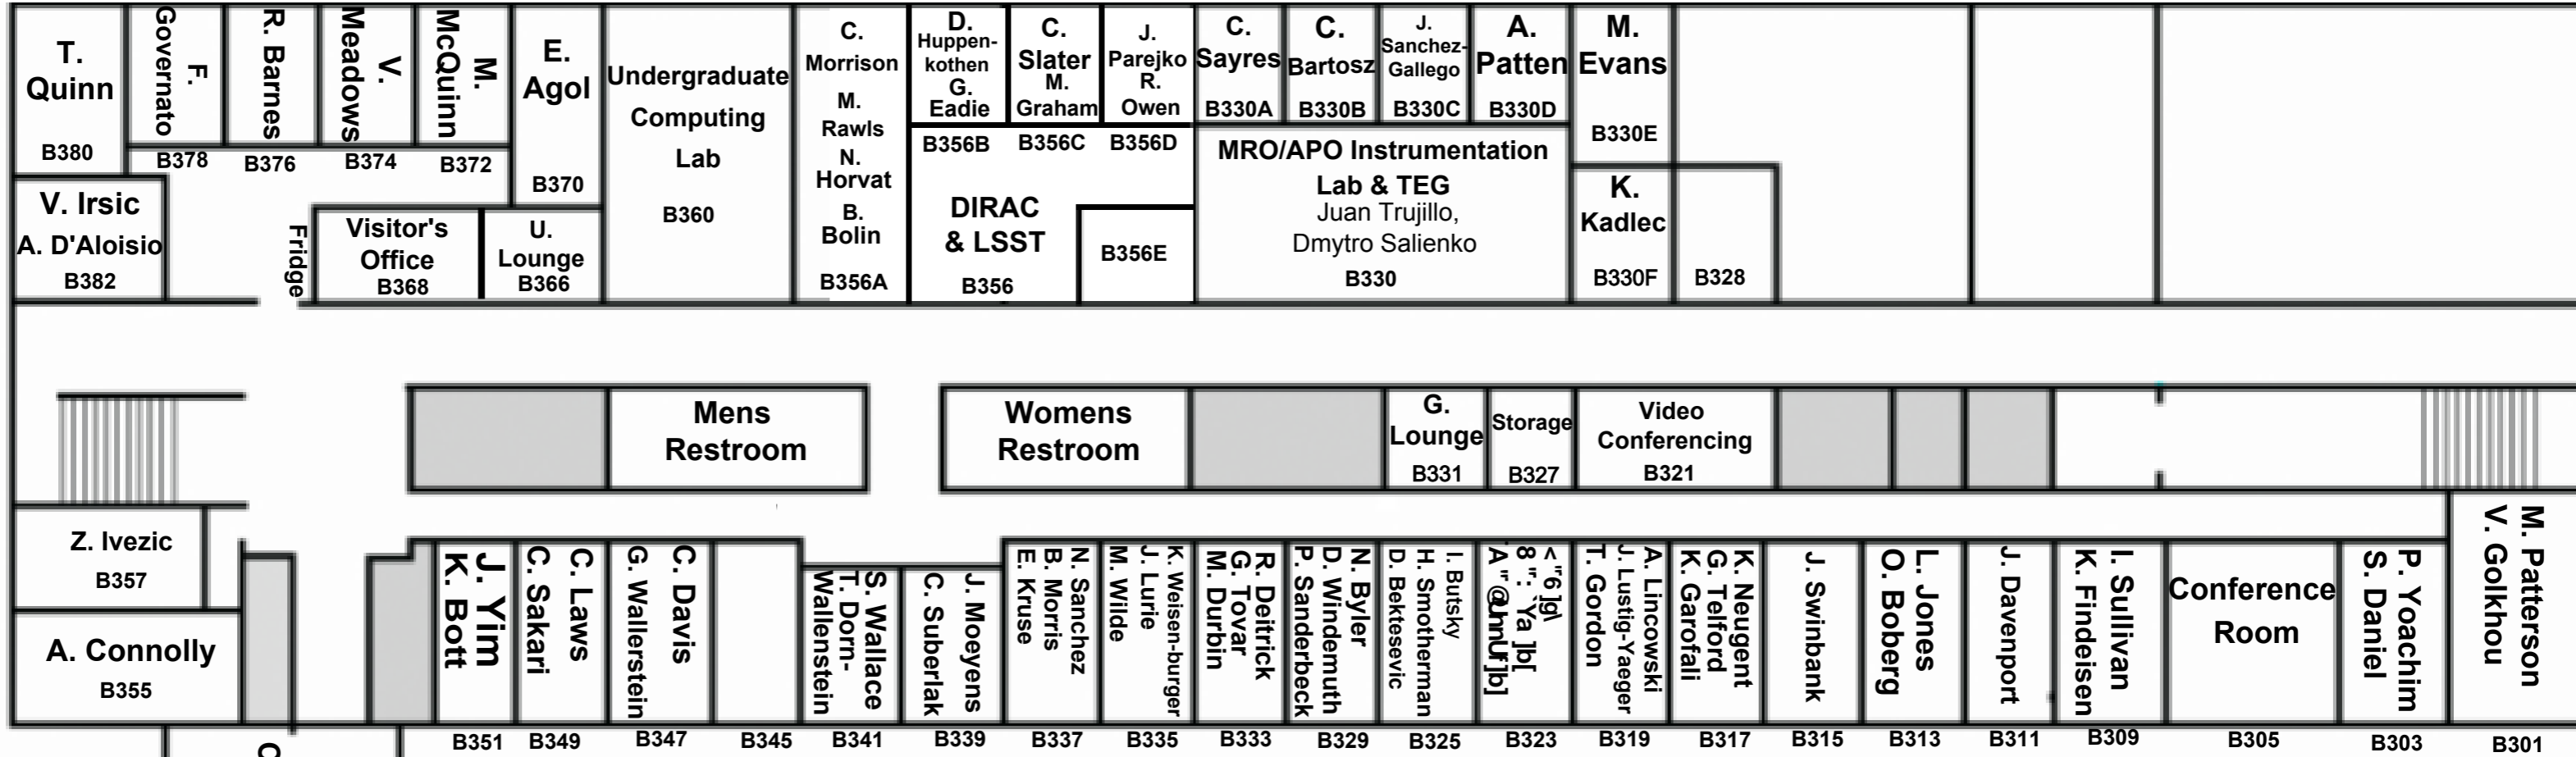 T.
Quinn
B380
F.
Governato
B378
R. Barnes
B376
V.
Meadows
B374
M.
McQuinn
B372
E.
Agol
B370
Undergraduate
Computing
Lab
B360
C.
Morrison
M.
Rawls
N.
Horvat
B.
Bolin
B356A
D.
Huppen-
kothen
G.
Eadie
B356B
C.
Slater
M.
Graham
B356C
J.
Parejko
R.
Owen
B356D
DIRAC
& LSST
B356
B356E
C.
Sayres
B330A
C.
Bartosz
B330B
J.
Sanchez-
Gallego
B330C
A.
Patten
B330D
M.
Evans
B330E
MRO/APO Instrumentation
Lab & TEG
Juan Trujillo,
Dmytro Salienko
B330
K.
Kadlec
B330F
B328
V. Irsic
A. D'Aloisio
B382
Fridge
Visitor's
Office
B368
U.
Lounge
B366
Mens
Restroom
Womens
Restroom
G.
Lounge
B331
Storage
B327
Video
Conferencing
B321
Z. Ivezic
B357
A. Connolly
B355
C
J. Yim
K. Bott
B351
C. Laws
C. Sakari
B349
C. Davis
G. Wallerstein
B347
B345
S. Wallace
T. Dorn-
Wallenstein
B341
J. Moeyens
C. Suberlak
B339
N. Sanchez
B. Morris
E. Kruse
B337
K. Weisen-burger
J. Lurie
M. Wilde
B335
R. Deitrick
G. Tovar
M. Durbin
B333
N. Byler
D. Windemuth
P. Sanderbeck
B329
I. Butsky
H. Smotherman
D. Bektesevic
B325
B323
A. Lincowski
J. Lustig-Yaeger
T. Gordon
B319
K. Neugent
G. Telford
K. Garofali
B317
J. Swinbank
B315
L. Jones
O. Boberg
B313
J. Davenport
B311
I. Sullivan
K. Findeisen
B309
Conference
Room
B305
P. Yoachim
S. Daniel
B303
M. Patterson
V. Golkhou
B301